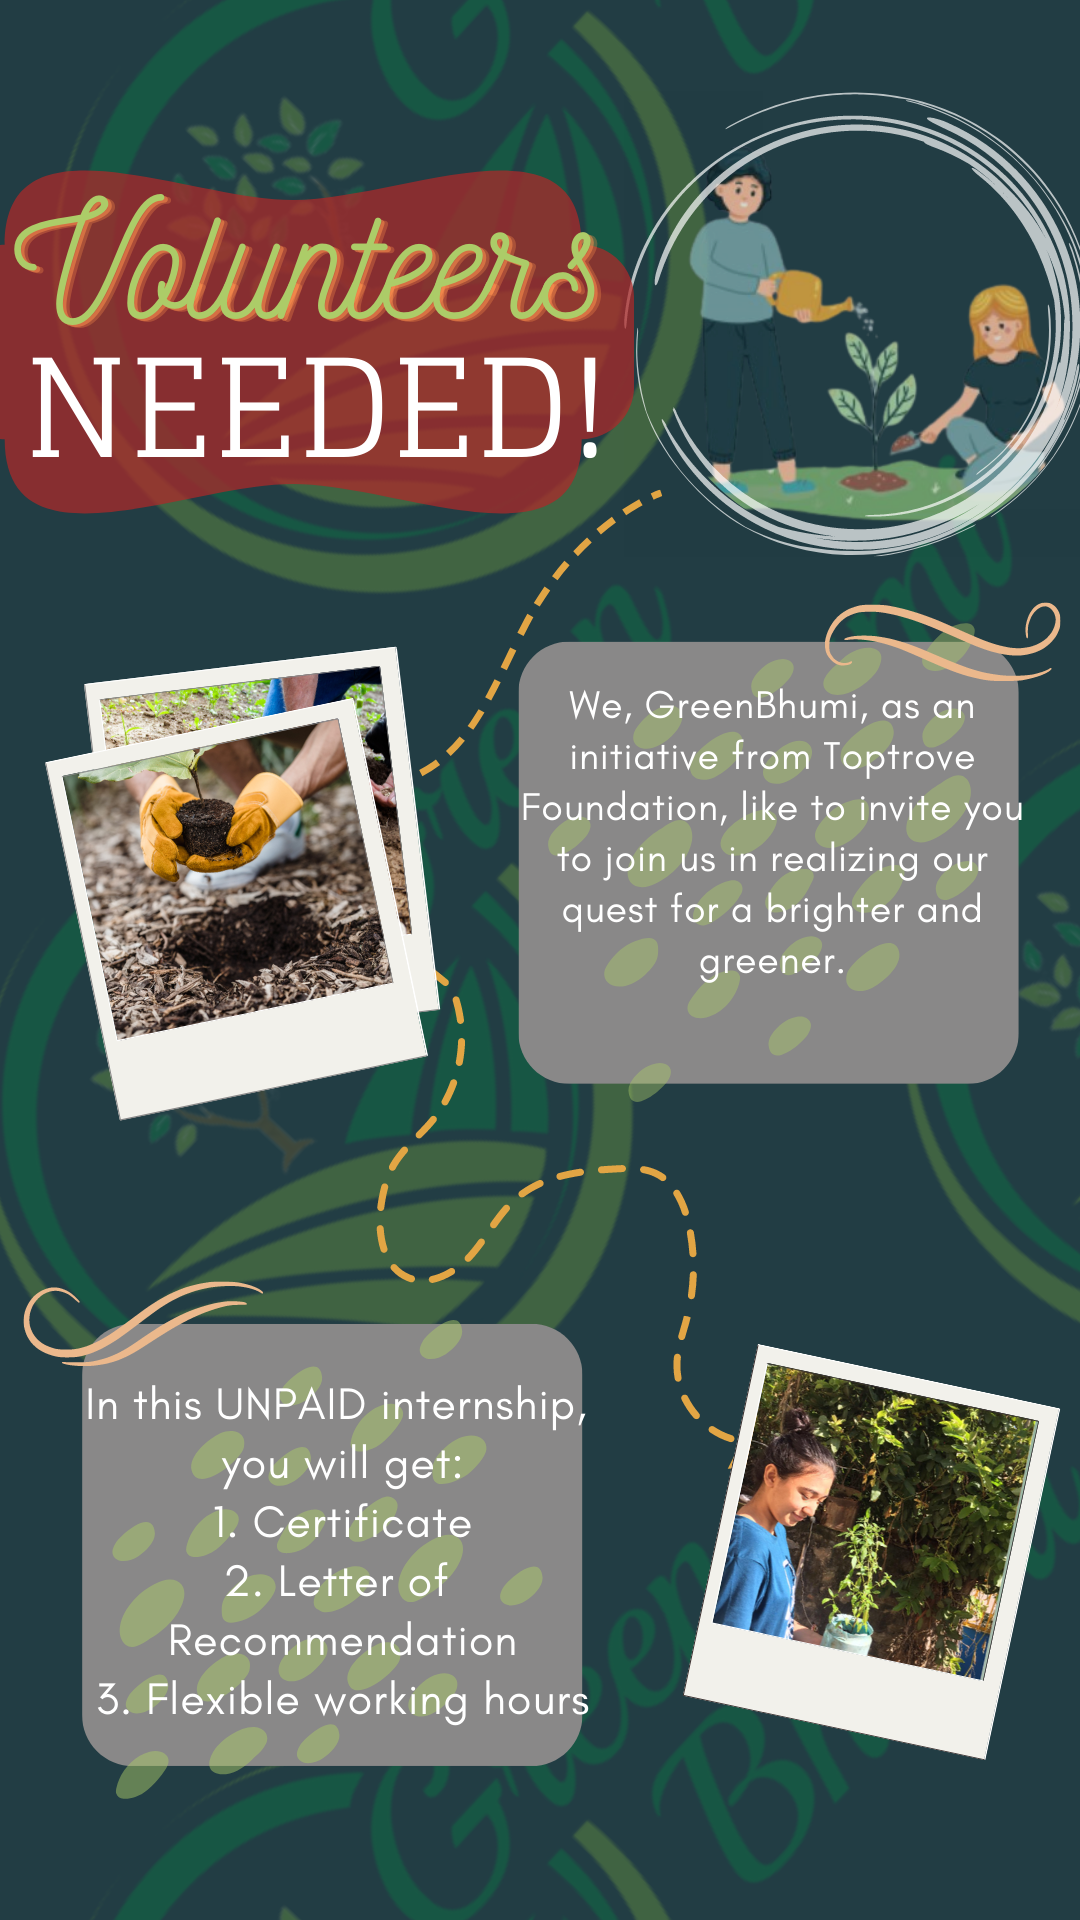 Volunteers
NEEDED!
We, GreenBhumi, as an
initiative from Toptrove
Foundation, like to invite you
to join us in realizing our
quest for a brighter and
greener.
In this UNPAID internship,
you will get:
1. Certificate
2. Letter of
Recommendation
3. Flexible working hours
Green
Bhumi